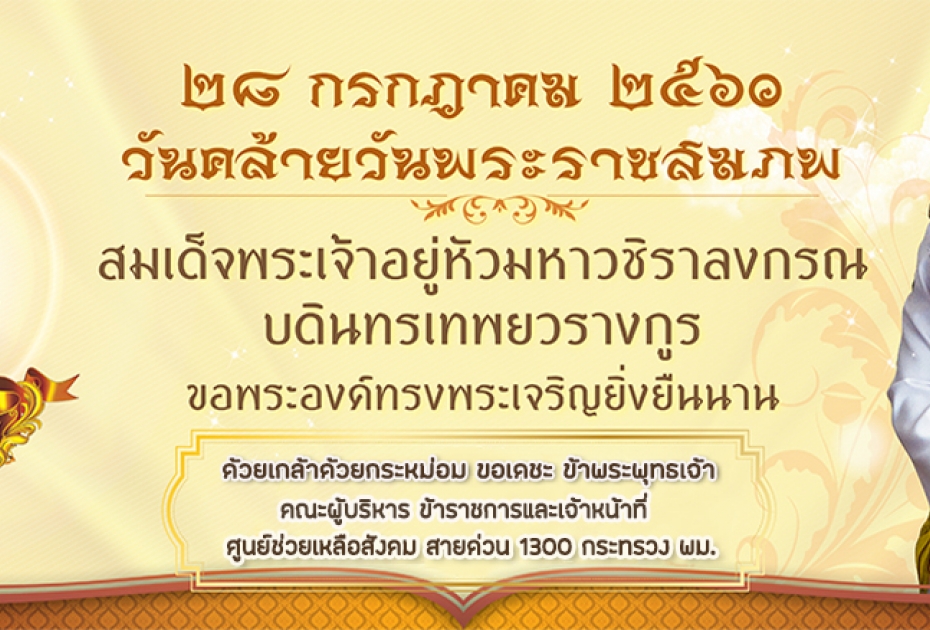 ๒๘ กรกฎาคม ๒๕๖๐
วันคล้ายวันพระราชสมภพ
สมเด็จพระเจ้าอยู่หัวมหาวชิราลงกรณ
บดินทรเทพยวรางกูร
ขอพระองค์ทรงพระเจริญยิ่งยืนนาน
ด้วยเกล้าด้วยกระหม่อม ขอเดชะ ข้าพระพุทธเจ้า
คณะผู้บริหาร ข้าราชการและเจ้าหน้าที่
ศูนย์ช่วยเหลือสังคม สายด่วน 1300 กระทรวง พม.